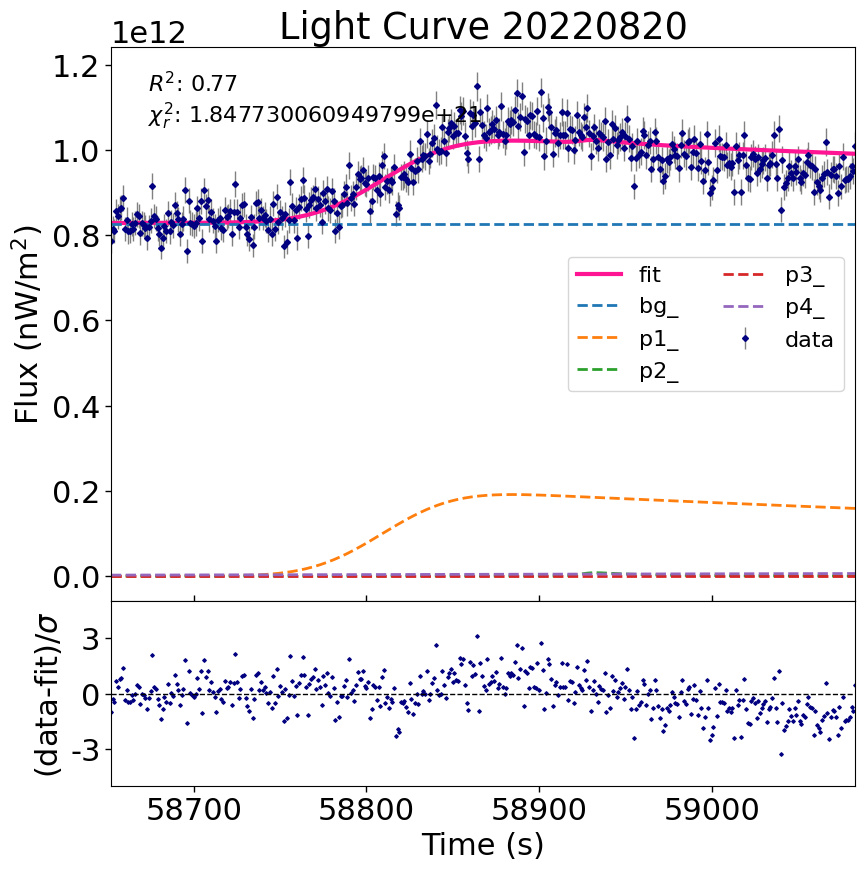 Light Curve 20220820
1e12
R²: 0.77
χ²ᵣ: 1.847730060949799e+21
1.2
1.0
0.8
0.6
0.4
0.2
0.0
Flux (nW/m²)
fit
bg_
p1_
p2_
p3_
p4_
data
3
0
-3
(data-fit)/σ
58700
58800
58900
59000
Time (s)